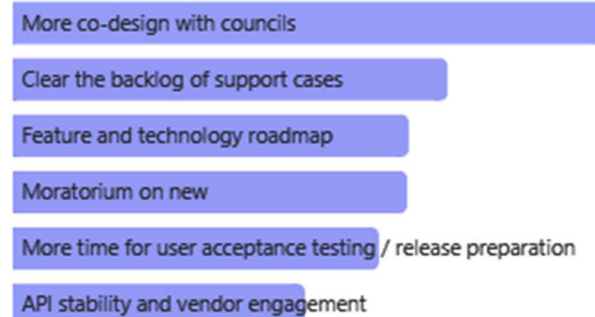 More co-design with councils
Clear the backlog of support cases
Feature and technology roadmap
Moratorium on new
More time for user acceptance testing / release preparation
API stability and vendor engagement